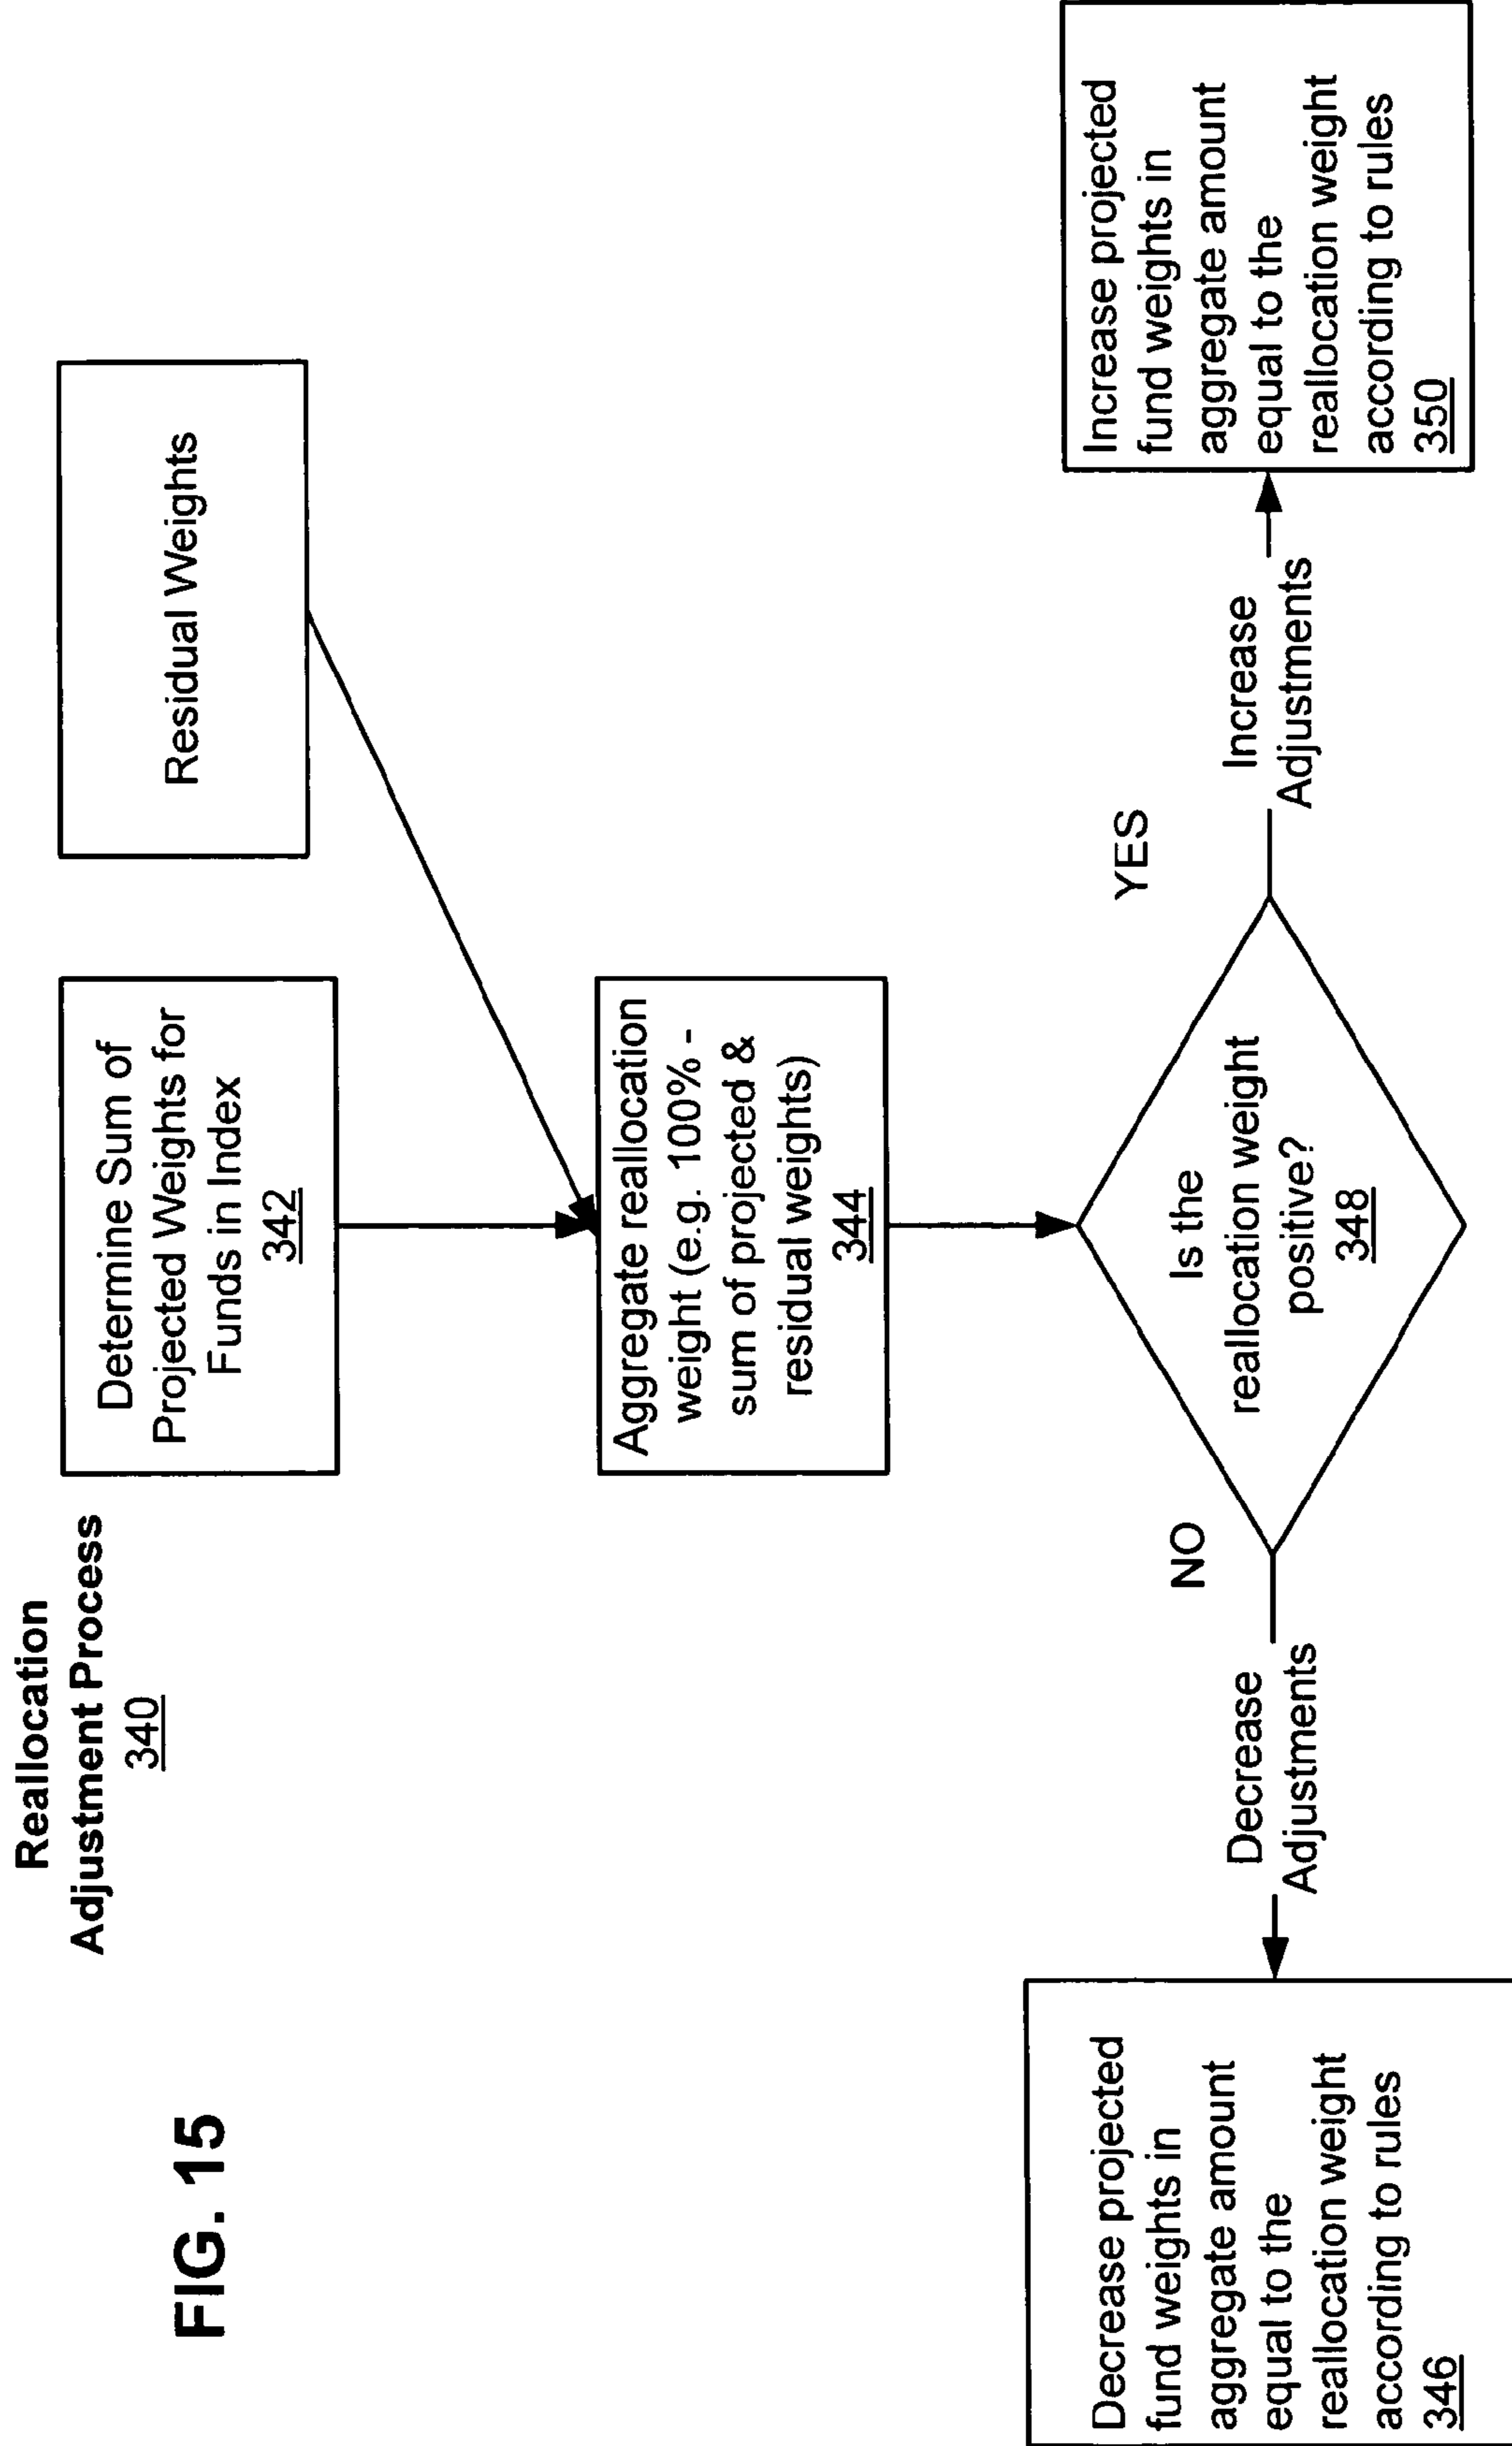 FIG. 15
Reallocation
Adjustment Process
340
Determine Sum of
Projected Weights for
Funds in Index
342
Residual Weights
Aggregate reallocation
weight (e.g. 100% -
sum of projected &
residual weights)
344
Is the
reallocation weight
positive?
348
NO
YES
Decrease
Adjustments
Increase
Adjustments
Decrease projected
fund weights in
aggregate amount
equal to the
reallocation weight
according to rules
346
Increase projected
fund weights in
aggregate amount
equal to the
reallocation weight
according to rules
350